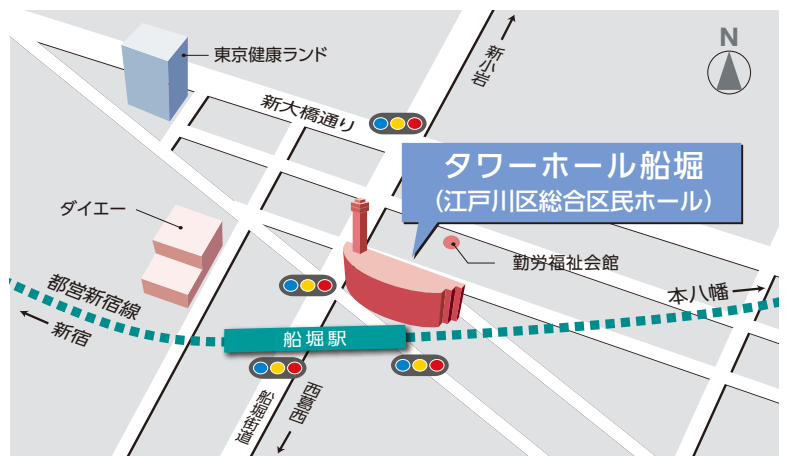 東京健康ランド
新大橋通り
新小岩
N
タワーホール船堀
(江戸川区総合区民ホール)
ダイエー
勤労福祉会館
都営新宿線
本八幡
新宿
船堀駅
船堀街道
西葛西